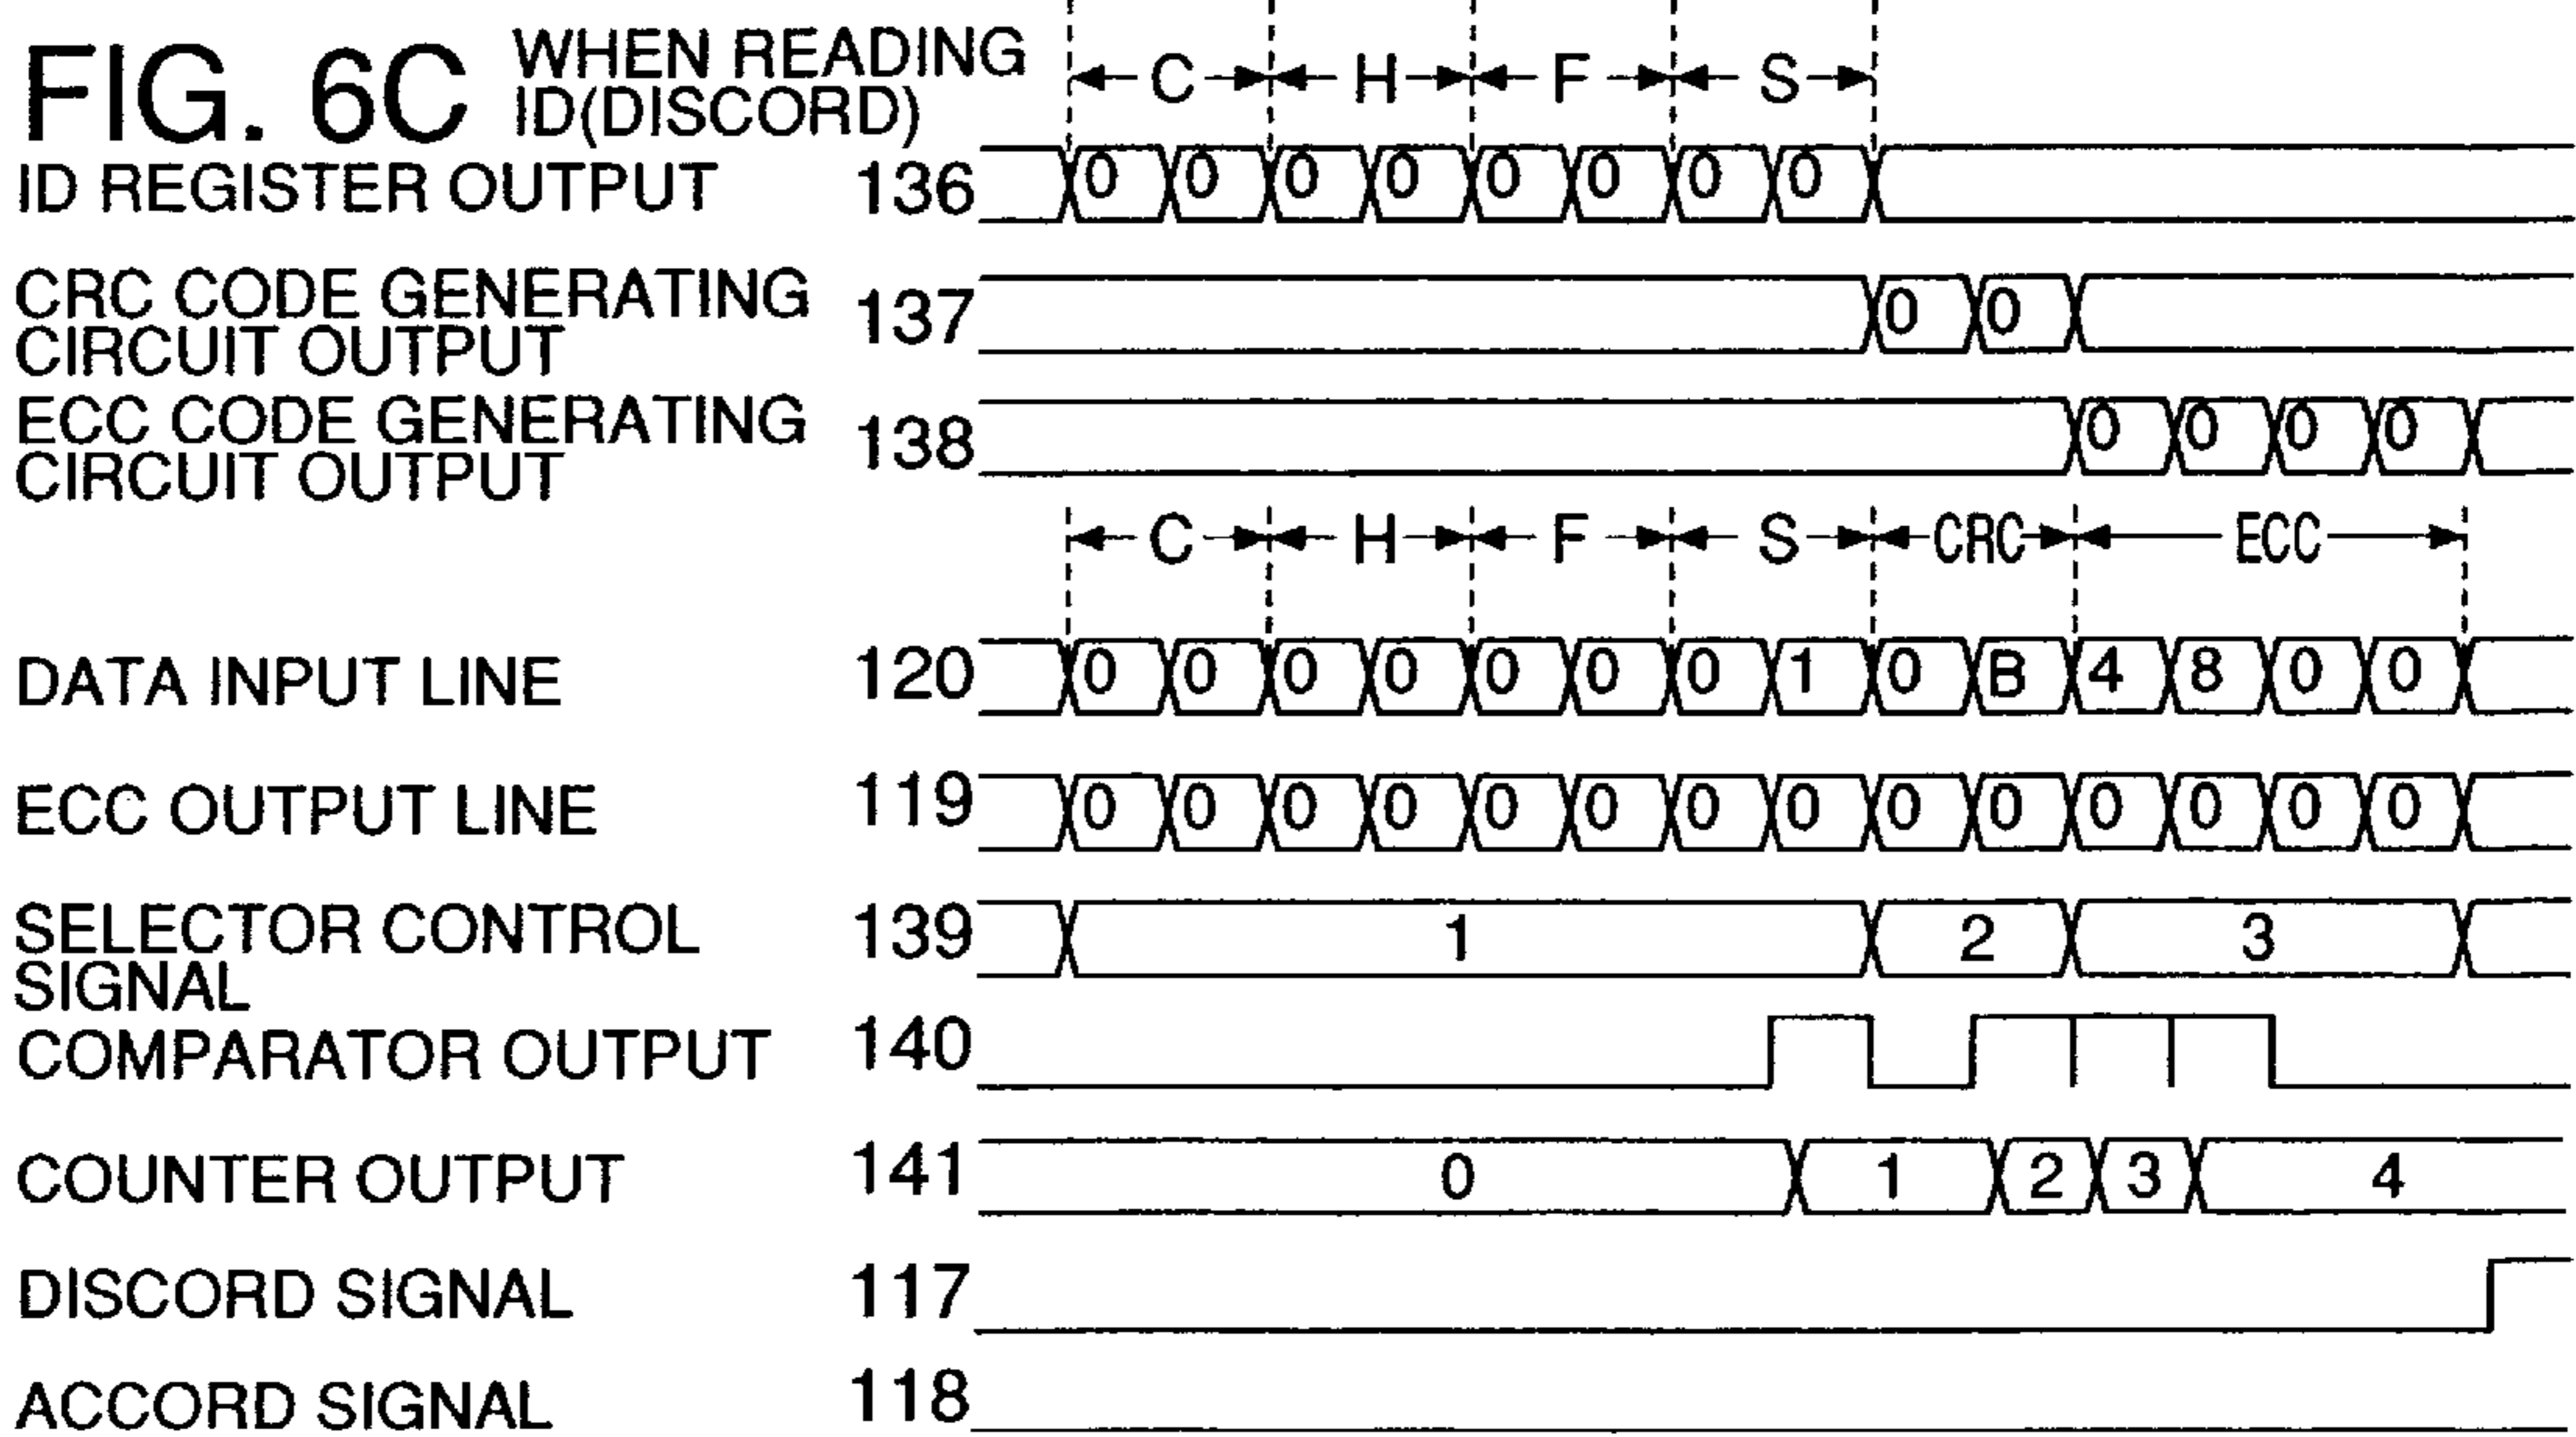 FIG. 6C WHEN READING
ID(DISCORD)
C H F S
ID REGISTER OUTPUT 136 0 0 0 0 0 0 0 0
CRC CODE GENERATING
CIRCUIT OUTPUT 137 0 0
ECC CODE GENERATING
CIRCUIT OUTPUT 138 0 0 0 0
C H F S CRC ECC
DATA INPUT LINE 120 0 0 0 0 0 0 0 1 0 B 4 8 0 0
ECC OUTPUT LINE 119 0 0 0 0 0 0 0 0 0 0 0 0 0 0
SELECTOR CONTROL
SIGNAL 139 1 2 3
COMPARATOR OUTPUT 140
COUNTER OUTPUT 141 0 1 2 3 4
DISCORD SIGNAL 117
ACCORD SIGNAL 118